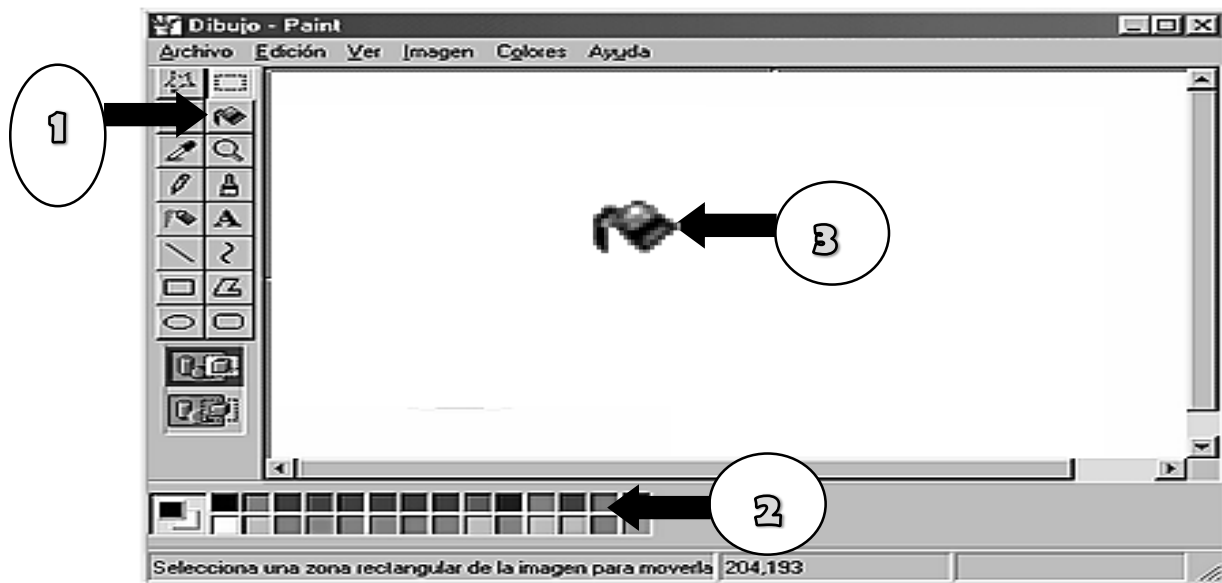 Dibujo - Paint
Archivo Edición Ver Imagen Colores Ayuda
1
A
3
2
Selecciona una zona rectangular de la imagen para moverla 204,193